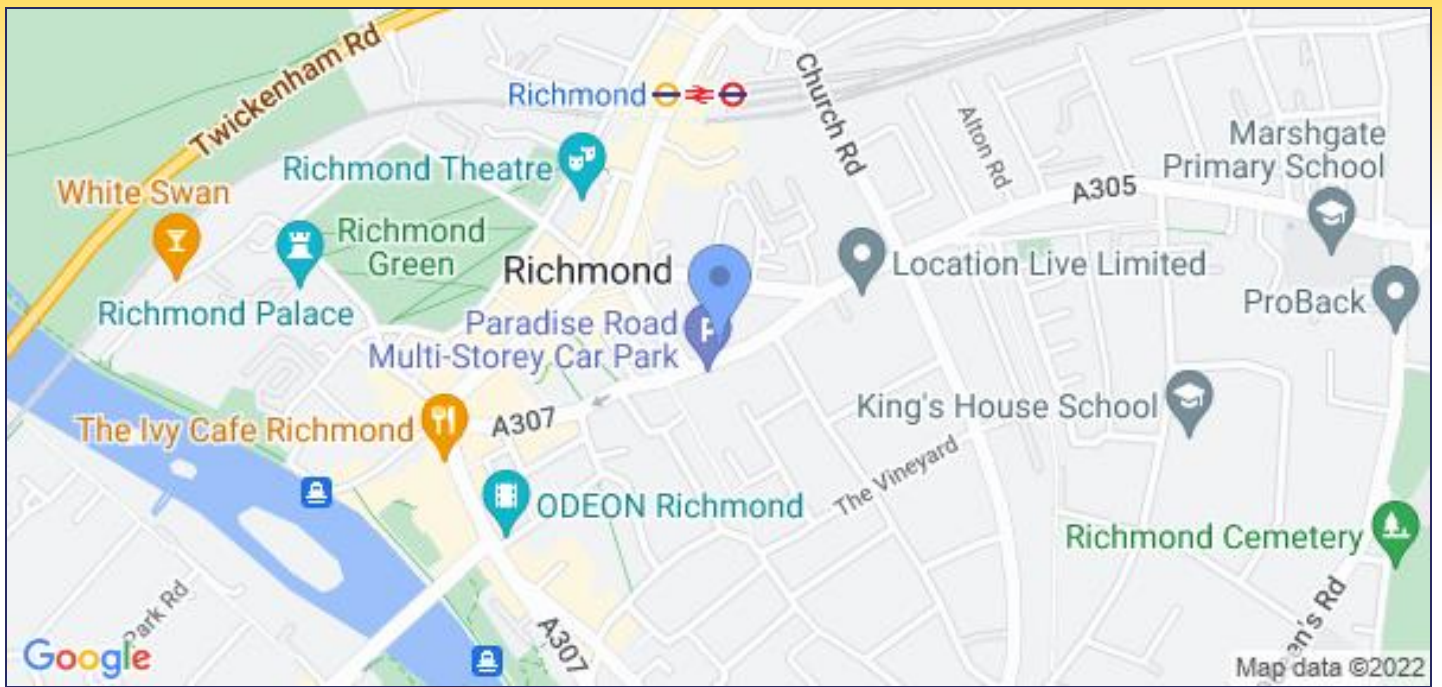 Twickenham Rd
Richmond
Church Rd
Alton Rd
Marshgate
Primary School
Richmond Theatre
A305
White Swan
Richmond
Green
Richmond
Location Live Limited
Richmond Palace
ProBack
Paradise Road
Multi-Storey Car Park
P
King's House School
A307
The Ivy Cafe Richmond
The Vineyard
ODEON Richmond
Richmond Cemetery
Park Rd
A307
en's Rd
Google
Map data ©2022